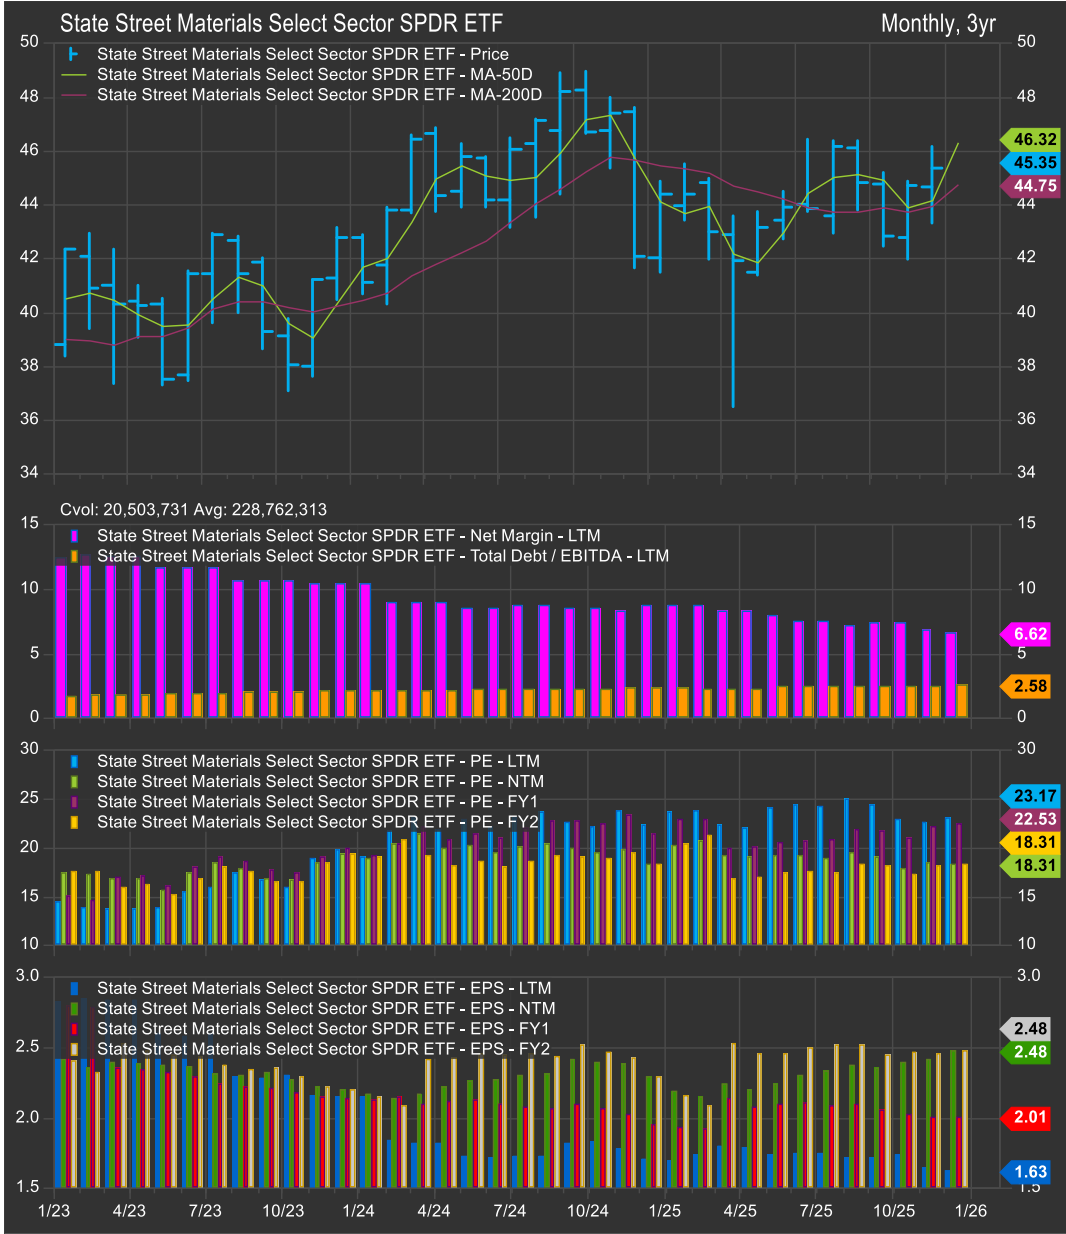 State Street Materials Select Sector SPDR ETF Monthly, 3yr
50 50
State Street Materials Select Sector SPDR ETF - Price
State Street Materials Select Sector SPDR ETF - MA-50D
State Street Materials Select Sector SPDR ETF - MA-200D
48 48
46 46
46.32
45.35
44.75
44 44
42 42
40 40
38 38
36 36
34 34
Cvol: 20,503,731 Avg: 228,762,313
15 15
State Street Materials Select Sector SPDR ETF - Net Margin - LTM
State Street Materials Select Sector SPDR ETF - Total Debt / EBITDA - LTM
10 10
6.62
5 5
2.58
0 0
30 30
State Street Materials Select Sector SPDR ETF - PE - LTM
State Street Materials Select Sector SPDR ETF - PE - NTM
State Street Materials Select Sector SPDR ETF - PE - FY1
State Street Materials Select Sector SPDR ETF - PE - FY2
25 25
23.17
22.53
20 20
18.31
18.31
15 15
10 10
3.0 3.0
State Street Materials Select Sector SPDR ETF - EPS - LTM
State Street Materials Select Sector SPDR ETF - EPS - NTM
State Street Materials Select Sector SPDR ETF - EPS - FY1
State Street Materials Select Sector SPDR ETF - EPS - FY2
2.48
2.5
2.48
2.0
2.01
1.63
1.5 1.5
1/23 4/23 7/23 10/23 1/24 4/24 7/24 10/24 1/25 4/25 7/25 10/25 1/26